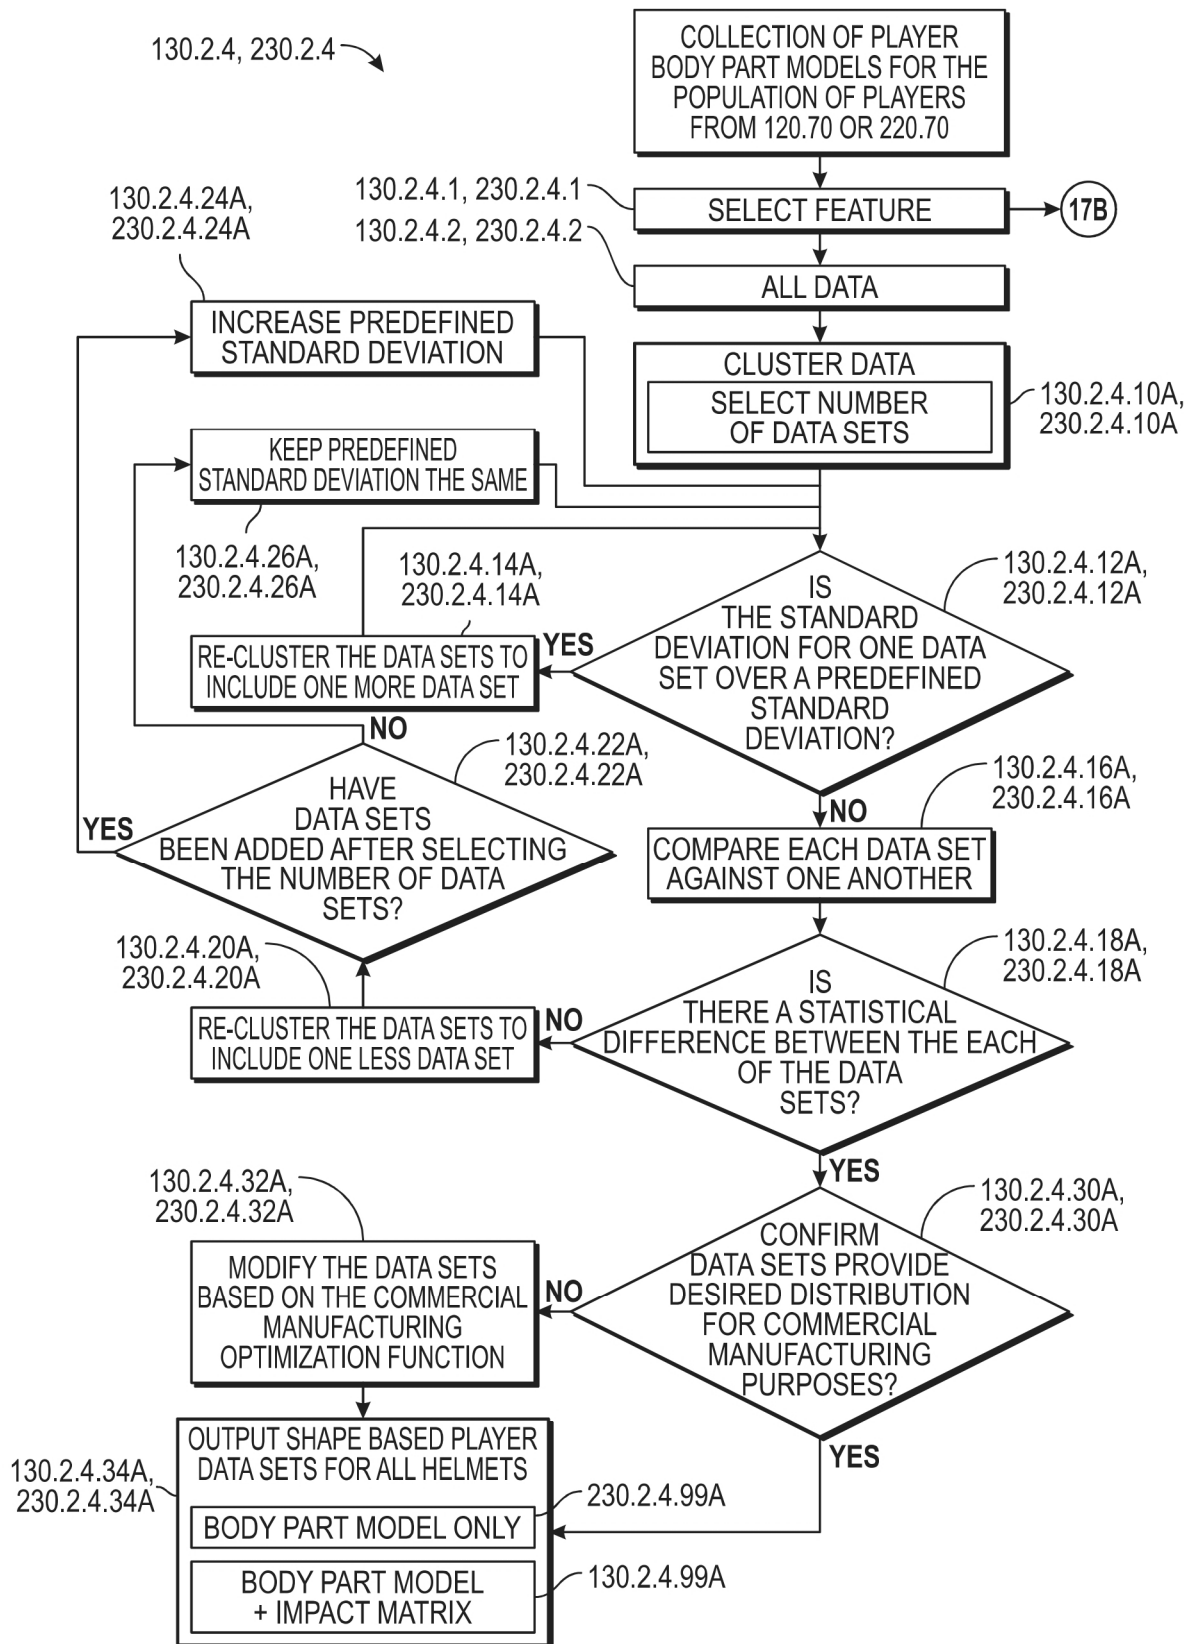 130.2.4, 230.2.4
COLLECTION OF PLAYER
BODY PART MODELS FOR THE
POPULATION OF PLAYERS
FROM 120.70 OR 220.70
130.2.4.1, 230.2.4.1
SELECT FEATURE
17B
130.2.4.2, 230.2.4.2
ALL DATA
130.2.4.24A,
230.2.4.24A
INCREASE PREDEFINED
STANDARD DEVIATION
CLUSTER DATA
SELECT NUMBER
OF DATA SETS
130.2.4.10A,
230.2.4.10A
KEEP PREDEFINED
STANDARD DEVIATION THE SAME
130.2.4.26A,
230.2.4.26A
130.2.4.14A,
230.2.4.14A
RE-CLUSTER THE DATA SETS TO
INCLUDE ONE MORE DATA SET
YES
IS
THE STANDARD
DEVIATION FOR ONE DATA
SET OVER A PREDEFINED
STANDARD
DEVIATION?
130.2.4.12A,
230.2.4.12A
NO
130.2.4.22A,
230.2.4.22A
HAVE
DATA SETS
BEEN ADDED AFTER SELECTING
THE NUMBER OF DATA
SETS?
YES
NO
130.2.4.16A,
230.2.4.16A
COMPARE EACH DATA SET
AGAINST ONE ANOTHER
130.2.4.20A,
230.2.4.20A
RE-CLUSTER THE DATA SETS TO
INCLUDE ONE LESS DATA SET
NO
IS
THERE A STATISTICAL
DIFFERENCE BETWEEN THE EACH
OF THE DATA
SETS?
130.2.4.18A,
230.2.4.18A
YES
130.2.4.32A,
230.2.4.32A
MODIFY THE DATA SETS
BASED ON THE COMMERCIAL
MANUFACTURING
OPTIMIZATION FUNCTION
NO
CONFIRM
DATA SETS PROVIDE
DESIRED DISTRIBUTION
FOR COMMERCIAL
MANUFACTURING
PURPOSES?
130.2.4.30A,
230.2.4.30A
YES
130.2.4.34A,
230.2.4.34A
OUTPUT SHAPE BASED PLAYER
DATA SETS FOR ALL HELMETS
BODY PART MODEL ONLY
230.2.4.99A
BODY PART MODEL
+ IMPACT MATRIX
130.2.4.99A